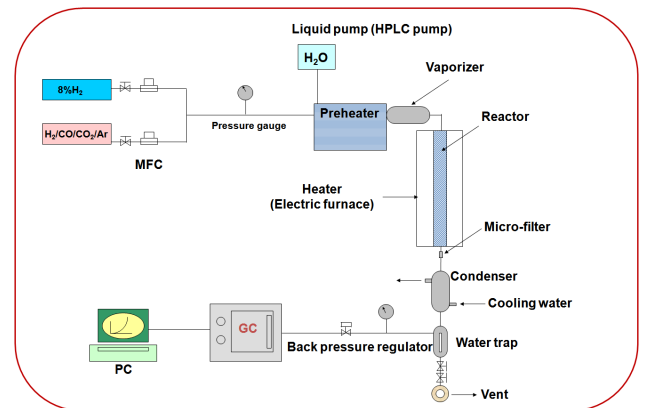 Liquid pump (HPLC pump)
H₂O
Vaporizer
8%H₂
Preheater
Reactor
Pressure gauge
H₂/CO/CO₂/Ar
MFC
Heater
(Electric furnace)
Micro-filter
Condenser
Cooling water
GC
Back pressure regulator
Water trap
PC
Vent